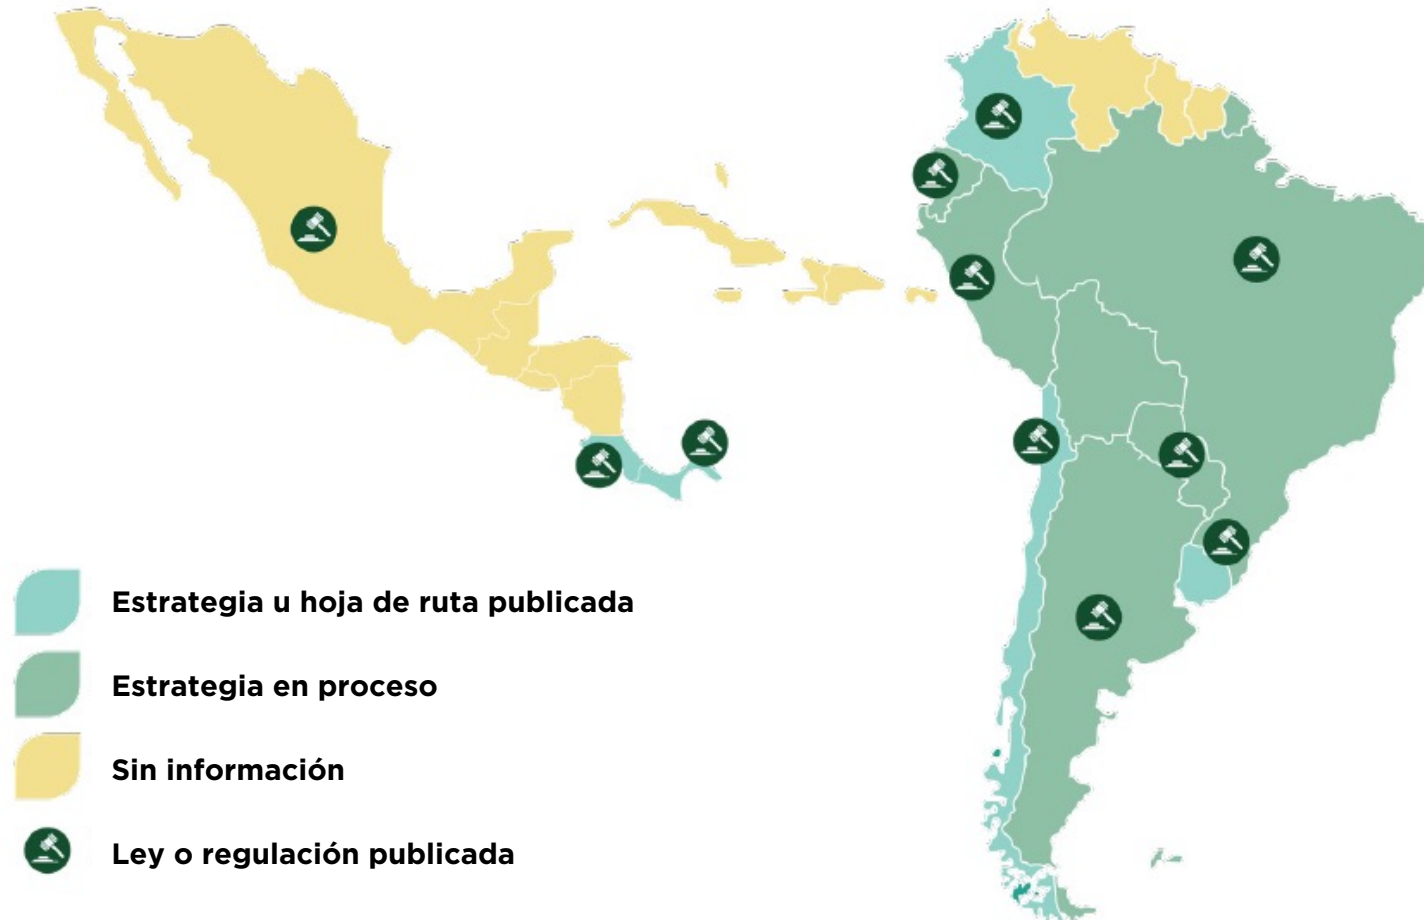 Estrategia u hoja de ruta publicada
Estrategia en proceso
Sin información
Ley o regulación publicada